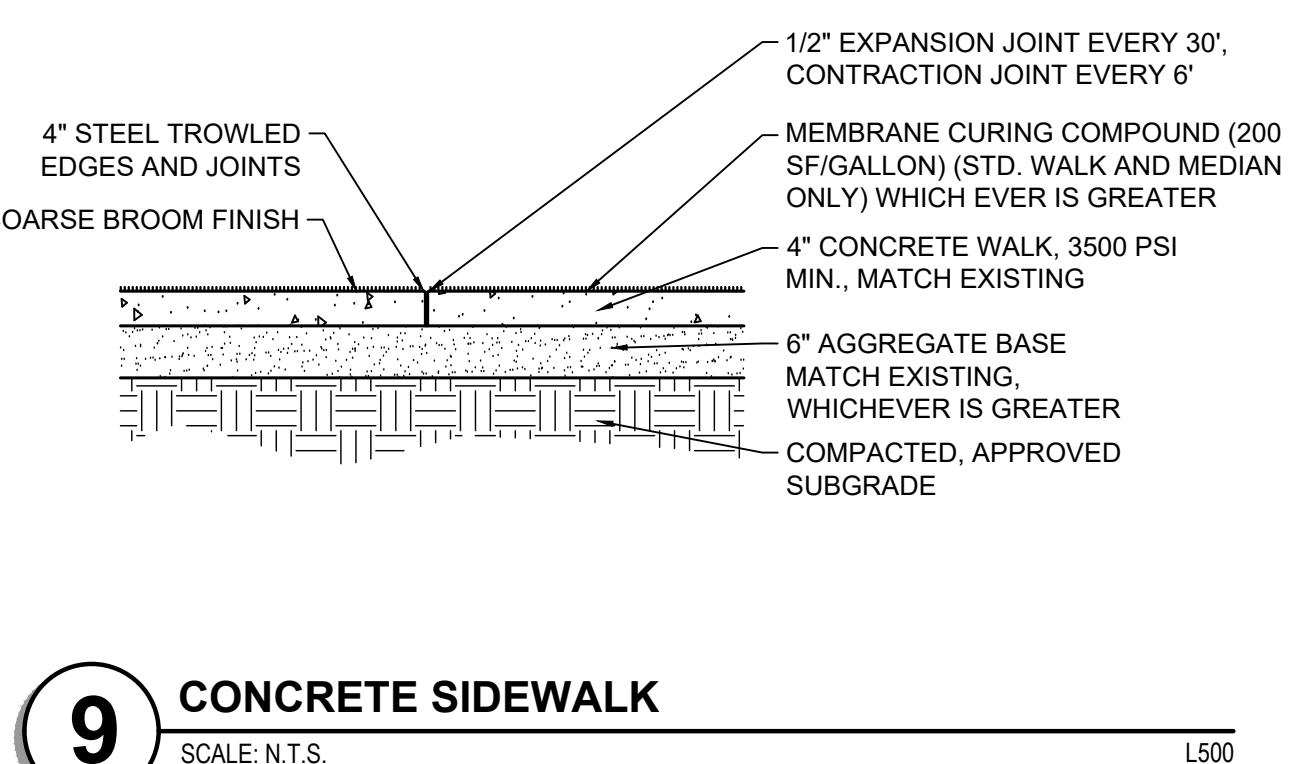 1/2" EXPANSION JOINT EVERY 30',
CONTRACTION JOINT EVERY 6'
4" STEEL TROWLED
EDGES AND JOINTS
MEMBRANE CURING COMPOUND (200
SF/GALLON) (STD. WALK AND MEDIAN
ONLY) WHICH EVER IS GREATER
OARSE BROOM FINISH
4" CONCRETE WALK, 3500 PSI
MIN., MATCH EXISTING
6" AGGREGATE BASE
MATCH EXISTING,
WHICHEVER IS GREATER
COMPACTED, APPROVED
SUBGRADE
9
CONCRETE SIDEWALK
SCALE: N.T.S.
L500